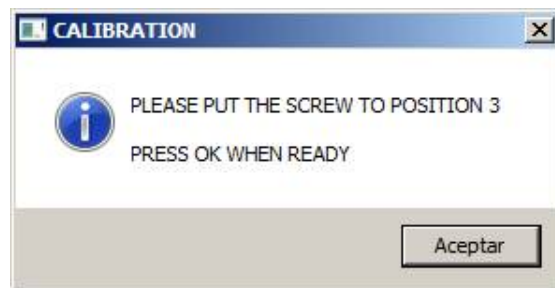 CALIBRATION
PLEASE PUT THE SCREW TO POSITION 3
PRESS OK WHEN READY
Aceptar